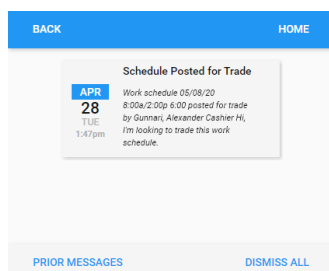 BACK HOME
Schedule Posted for Trade
APR
28
TUE
1:47pm
Work schedule 05/08/20
8:00a/2:00p 6:00 posted for trade
by Gunnari, Alexander Cashier Hi,
I'm looking to trade this work
schedule.
PRIOR MESSAGES DISMISS ALL